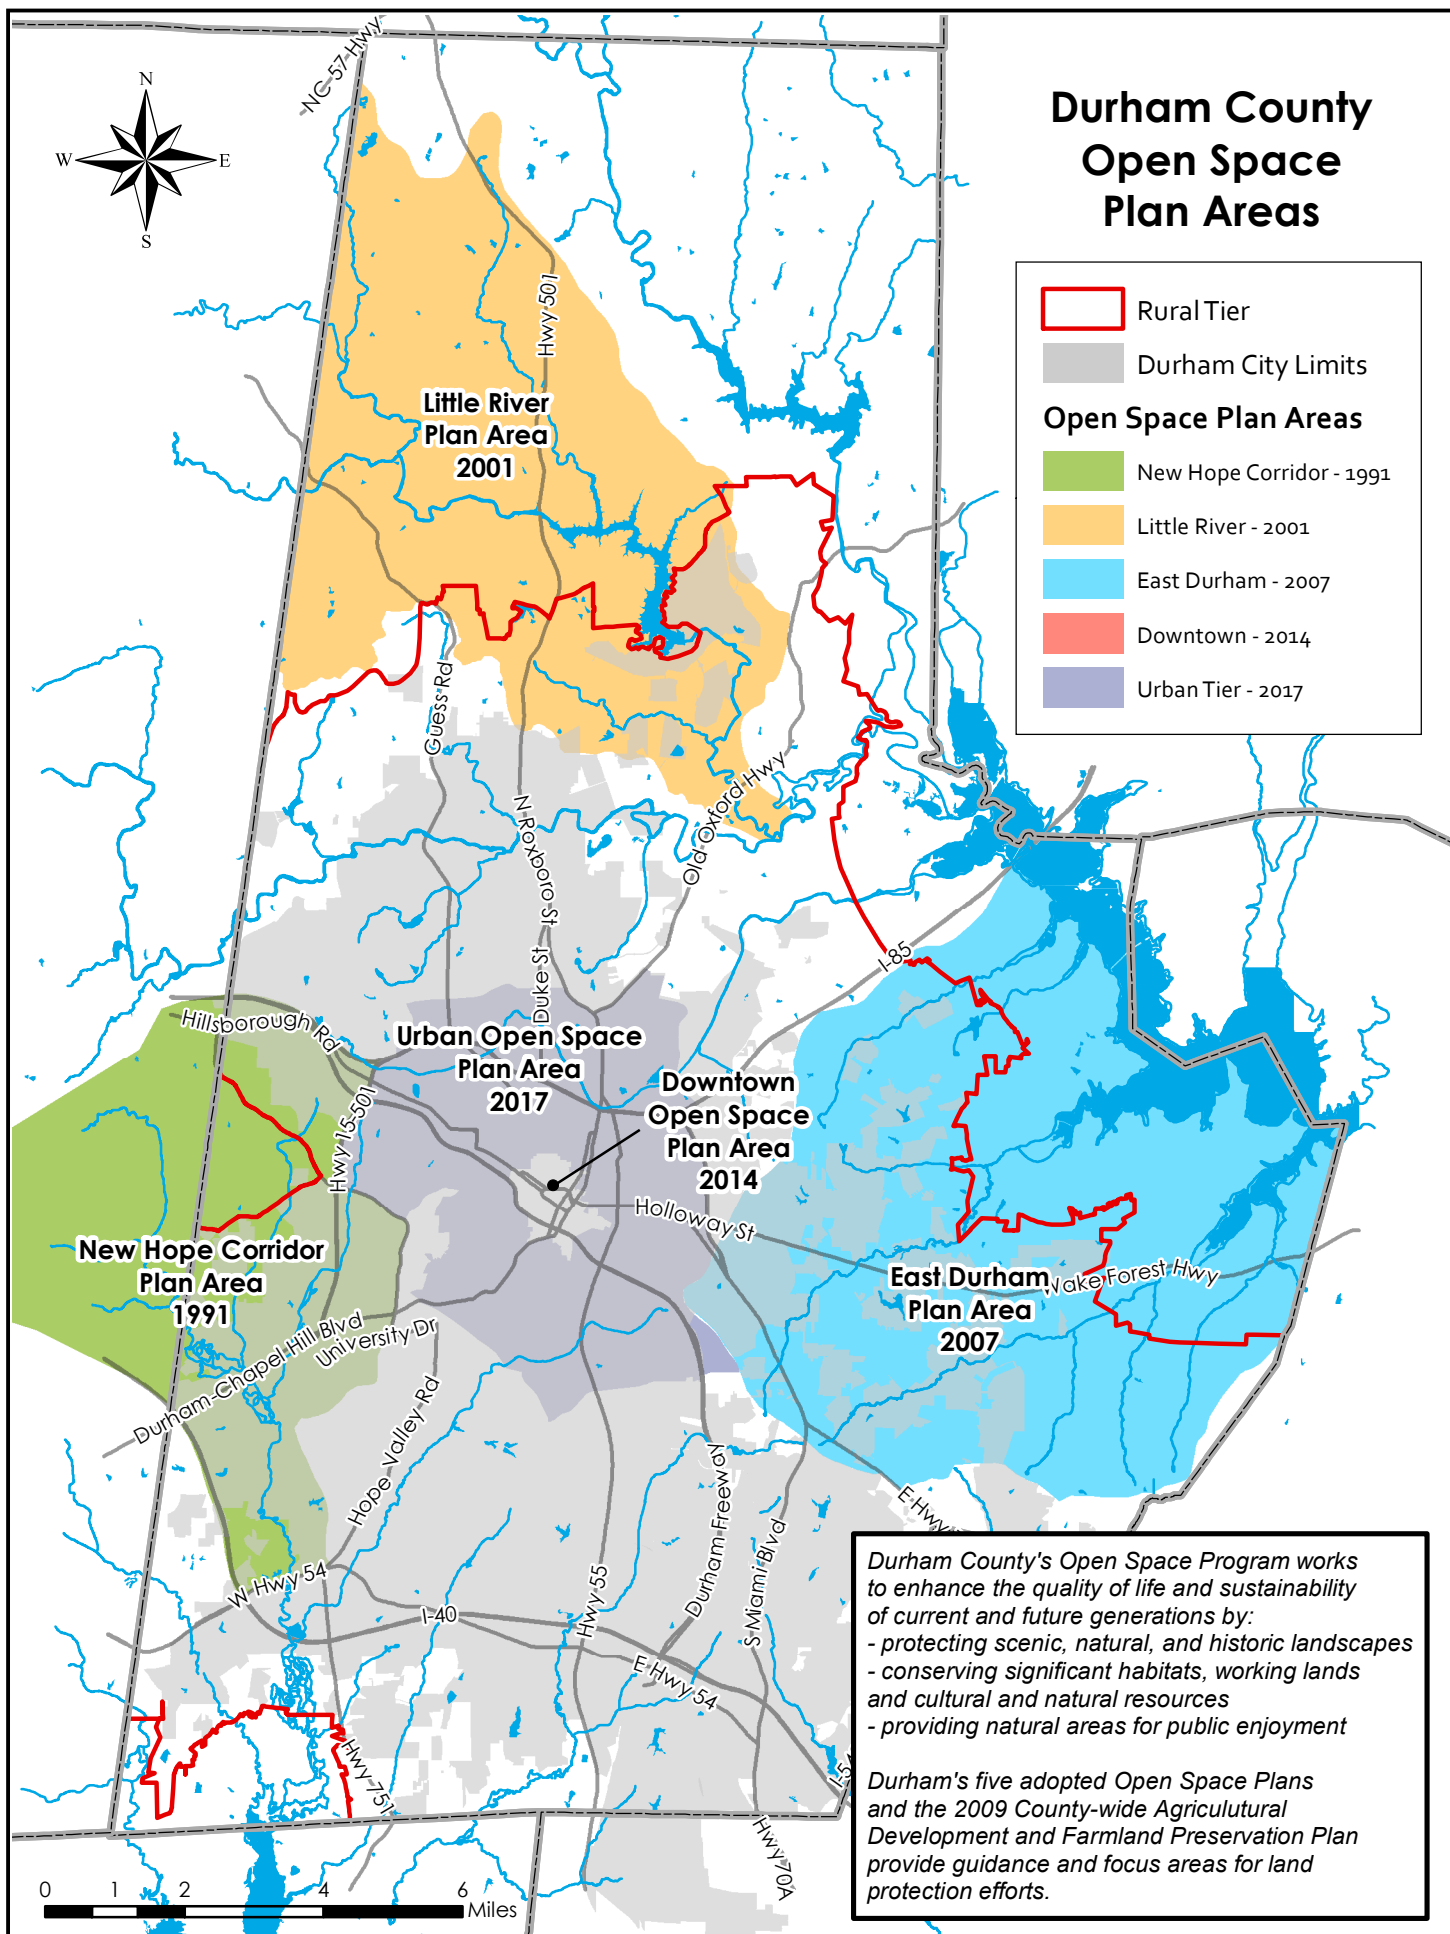 Durham County
Open Space
Plan Areas
N
W
E
S
Rural Tier
Durham City Limits
Open Space Plan Areas
New Hope Corridor - 1991
Little River - 2001
East Durham - 2007
Downtown - 2014
Urban Tier - 2017
NC-57 Hwy
Hwy 501
Little River
Plan Area
2001
Guess Rd
N Roxboro St
Duke St
Old Oxford Hwy
I-85
Hillsborough Rd
Hwy 15-501
Urban Open Space
Plan Area
2017
Downtown
Open Space
Plan Area
2014
Holloway St
New Hope Corridor
Plan Area
1991
East Durham
Plan Area
2007
Wake Forest Hwy
Durham-Chapel Hill Blvd
University Dr
Hope Valley Rd
W Hwy 54
I-40
Hwy 55
Durham Freeway
S Miami Blvd
E Hwy
E Hwy 54
Hwy 751
Hwy 70A
Durham County's Open Space Program works
to enhance the quality of life and sustainability
of current and future generations by:
- protecting scenic, natural, and historic landscapes
- conserving significant habitats, working lands
and cultural and natural resources
- providing natural areas for public enjoyment
Durham's five adopted Open Space Plans
and the 2009 County-wide Agriculutural
Development and Farmland Preservation Plan
provide guidance and focus areas for land
protection efforts.
0 1 2 4 6
Miles